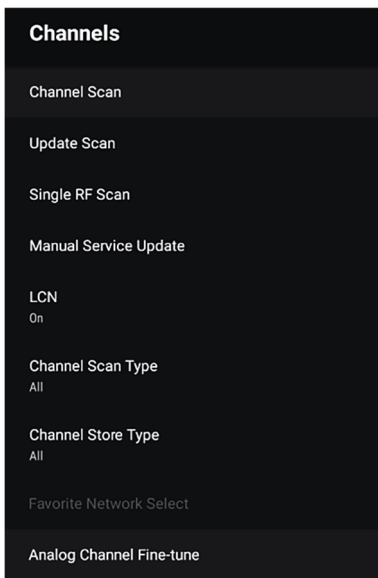 Channels
Channel Scan
Update Scan
Single RF Scan
Manual Service Update
LCN
On
Channel Scan Type
All
Channel Store Type
All
Favorite Network Select
Analog Channel Fine-tune